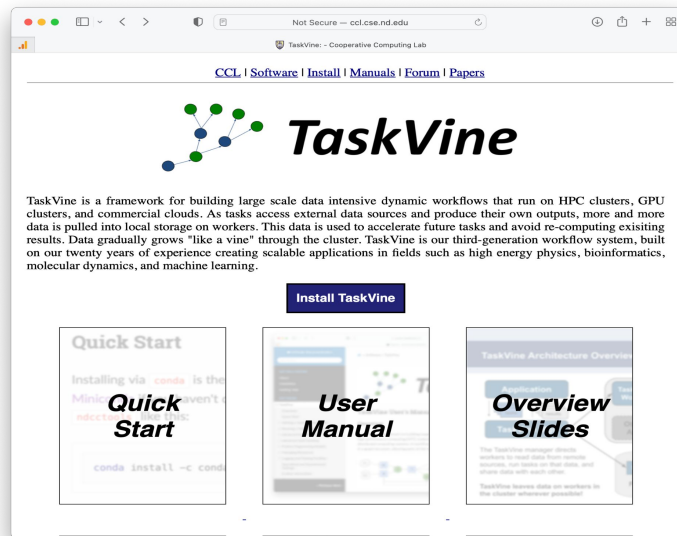 Not Secure — ccl.cse.nd.edu
TaskVine: - Cooperative Computing Lab
CCL | Software | Install | Manuals | Forum | Papers
TaskVine
TaskVine is a framework for building large scale data intensive dynamic workflows that run on HPC clusters, GPU
clusters, and commercial clouds. As tasks access external data sources and produce their own outputs, more and more
data is pulled into local storage on workers. This data is used to accelerate future tasks and avoid re-computing exisiting
results. Data gradually grows "like a vine" through the cluster. TaskVine is our third-generation workflow system, built
on our twenty years of experience creating scalable applications in fields such as high energy physics, bioinformatics,
molecular dynamics, and machine learning.
Install TaskVine
Quick Start
Installing via conda is the
ndcctools like this:
conda install -c conda
Quick
Start
User
Manual
TaskVine Architecture Overview
Application
The TaskVine manager directs
workers to read data from remote
sources, run tasks on that data, and
share data with each other.
TaskVine leaves data on workers in
the cluster wherever possible!
Overview
Slides
- -